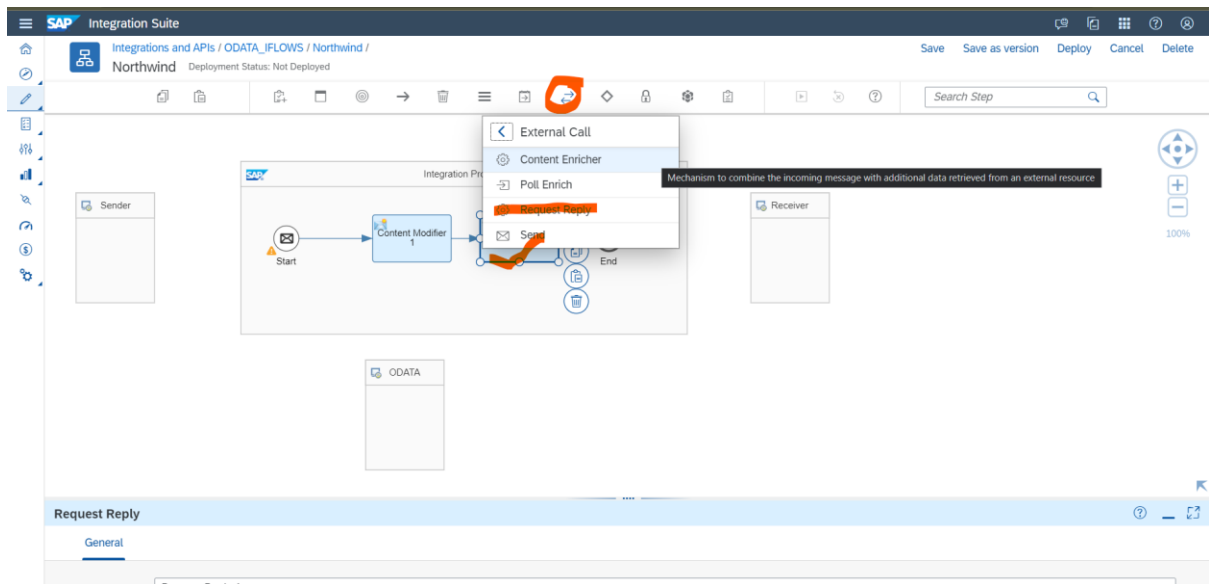 SAP Integration Suite
Integrations and APIs / ODATA_IFLOWS / Northwind /
Northwind Deployment Status: Not Deployed
Save Save as version Deploy Cancel Delete
Search Step
External Call
Content Enricher
Mechanism to combine the incoming message with additional data retrieved from an external resource
Poll Enrich
Request Reply
Send
SAP Integration
Sender
Receiver
Content Modifier
1
Start
End
100%
ODATA
Request Reply
General